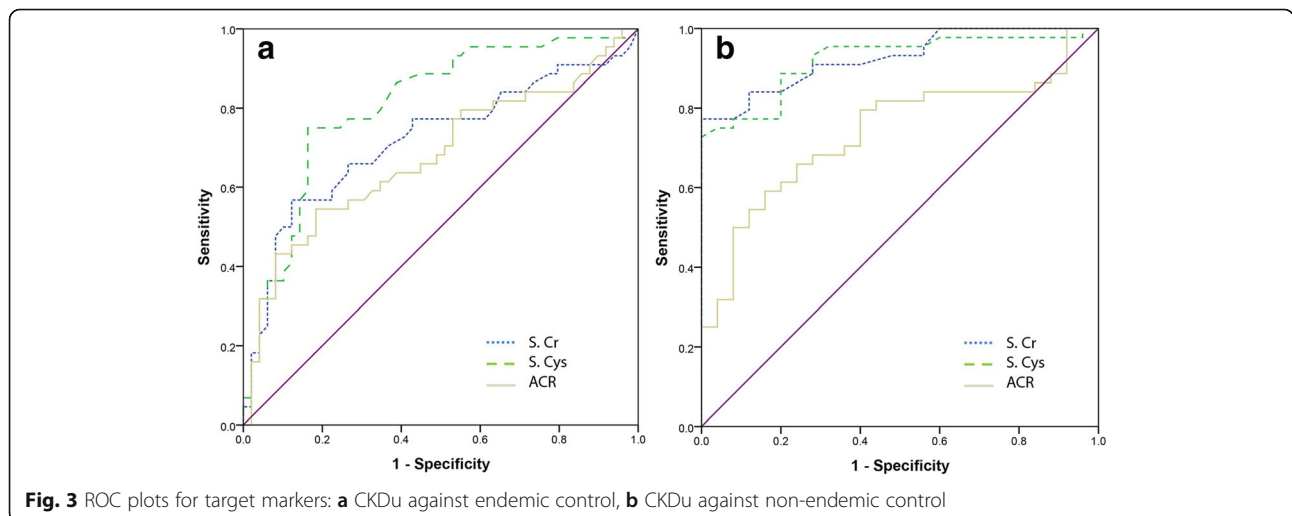 a
1.0
0.8
0.6
0.4
0.2
0.0
Sensitivity
S. Cr
S. Cys
ACR
0.0 0.2 0.4 0.6 0.8 1.0
1 - Specificity
b
1.0
0.8
0.6
0.4
0.2
0.0
Sensitivity
S. Cr
S. Cys
ACR
0.0 0.2 0.4 0.6 0.8 1.0
1 - Specificity
Fig. 3 ROC plots for target markers: a CKDu against endemic control, b CKDu against non-endemic control